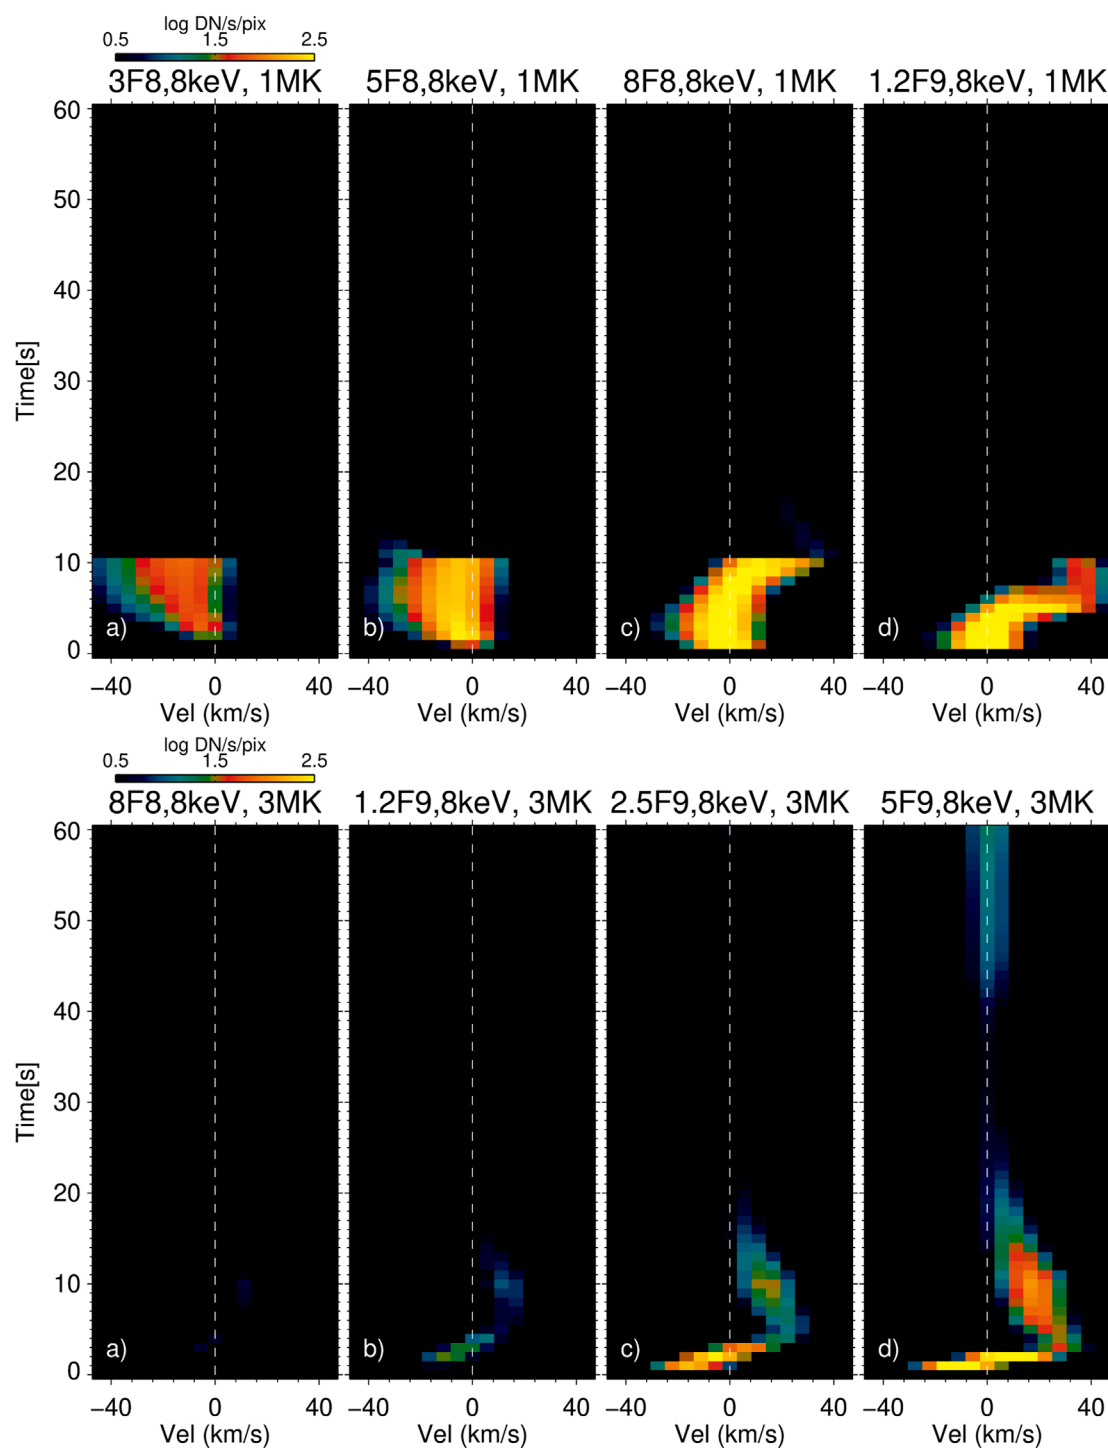 log DN/s/pix
0.5 1.5 2.5
3F8,8keV, 1MK 5F8,8keV, 1MK 8F8,8keV, 1MK 1.2F9,8keV, 1MK
60
50
40
30
20
10
0
Time[s]
a) b) c) d)
−40 0 40 −40 0 40 −40 0 40 −40 0 40
Vel (km/s) Vel (km/s) Vel (km/s) Vel (km/s)
log DN/s/pix
0.5 1.5 2.5
8F8,8keV, 3MK 1.2F9,8keV, 3MK 2.5F9,8keV, 3MK 5F9,8keV, 3MK
60
50
40
30
20
10
0
Time[s]
a) b) c) d)
−40 0 40 −40 0 40 −40 0 40 −40 0 40
Vel (km/s) Vel (km/s) Vel (km/s) Vel (km/s)